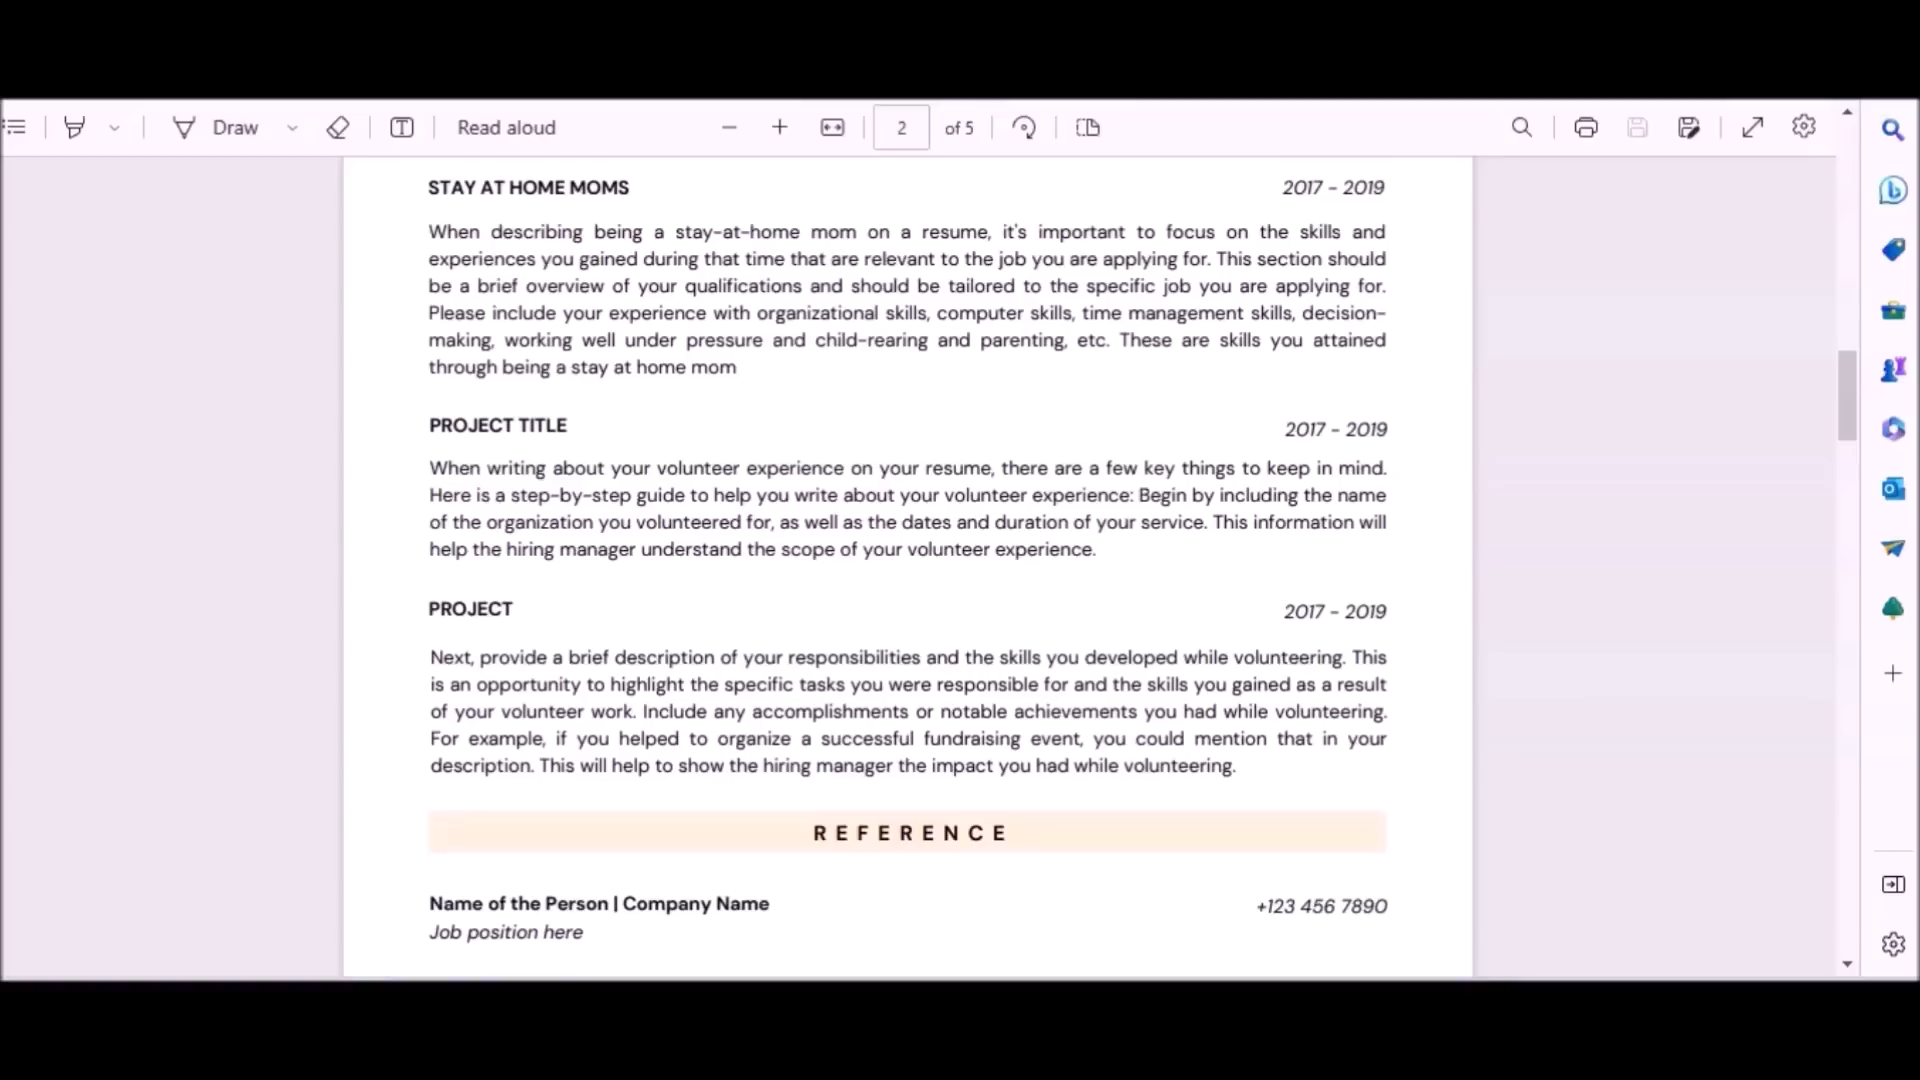 Draw
Read aloud
2 of 5
STAY AT HOME MOMS 2017 - 2019
When describing being a stay-at-home mom on a resume, it's important to focus on the skills and
experiences you gained during that time that are relevant to the job you are applying for. This section should
be a brief overview of your qualifications and should be tailored to the specific job you are applying for.
Please include your experience with organizational skills, computer skills, time management skills, decision-
making, working well under pressure and child-rearing and parenting, etc. These are skills you attained
through being a stay at home mom
PROJECT TITLE 2017 - 2019
When writing about your volunteer experience on your resume, there are a few key things to keep in mind.
Here is a step-by-step guide to help you write about your volunteer experience: Begin by including the name
of the organization you volunteered for, as well as the dates and duration of your service. This information will
help the hiring manager understand the scope of your volunteer experience.
PROJECT 2017 - 2019
Next, provide a brief description of your responsibilities and the skills you developed while volunteering. This
is an opportunity to highlight the specific tasks you were responsible for and the skills you gained as a result
of your volunteer work. Include any accomplishments or notable achievements you had while volunteering.
For example, if you helped to organize a successful fundraising event, you could mention that in your
description. This will help to show the hiring manager the impact you had while volunteering.
REFERENCE
Name of the Person | Company Name +123 456 7890
Job position here